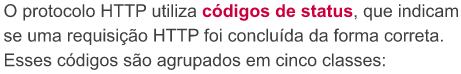 O protocolo HTTP utiliza códigos de status, que indicam
se uma requisição HTTP foi concluída da forma correta.
Esses códigos são agrupados em cinco classes: